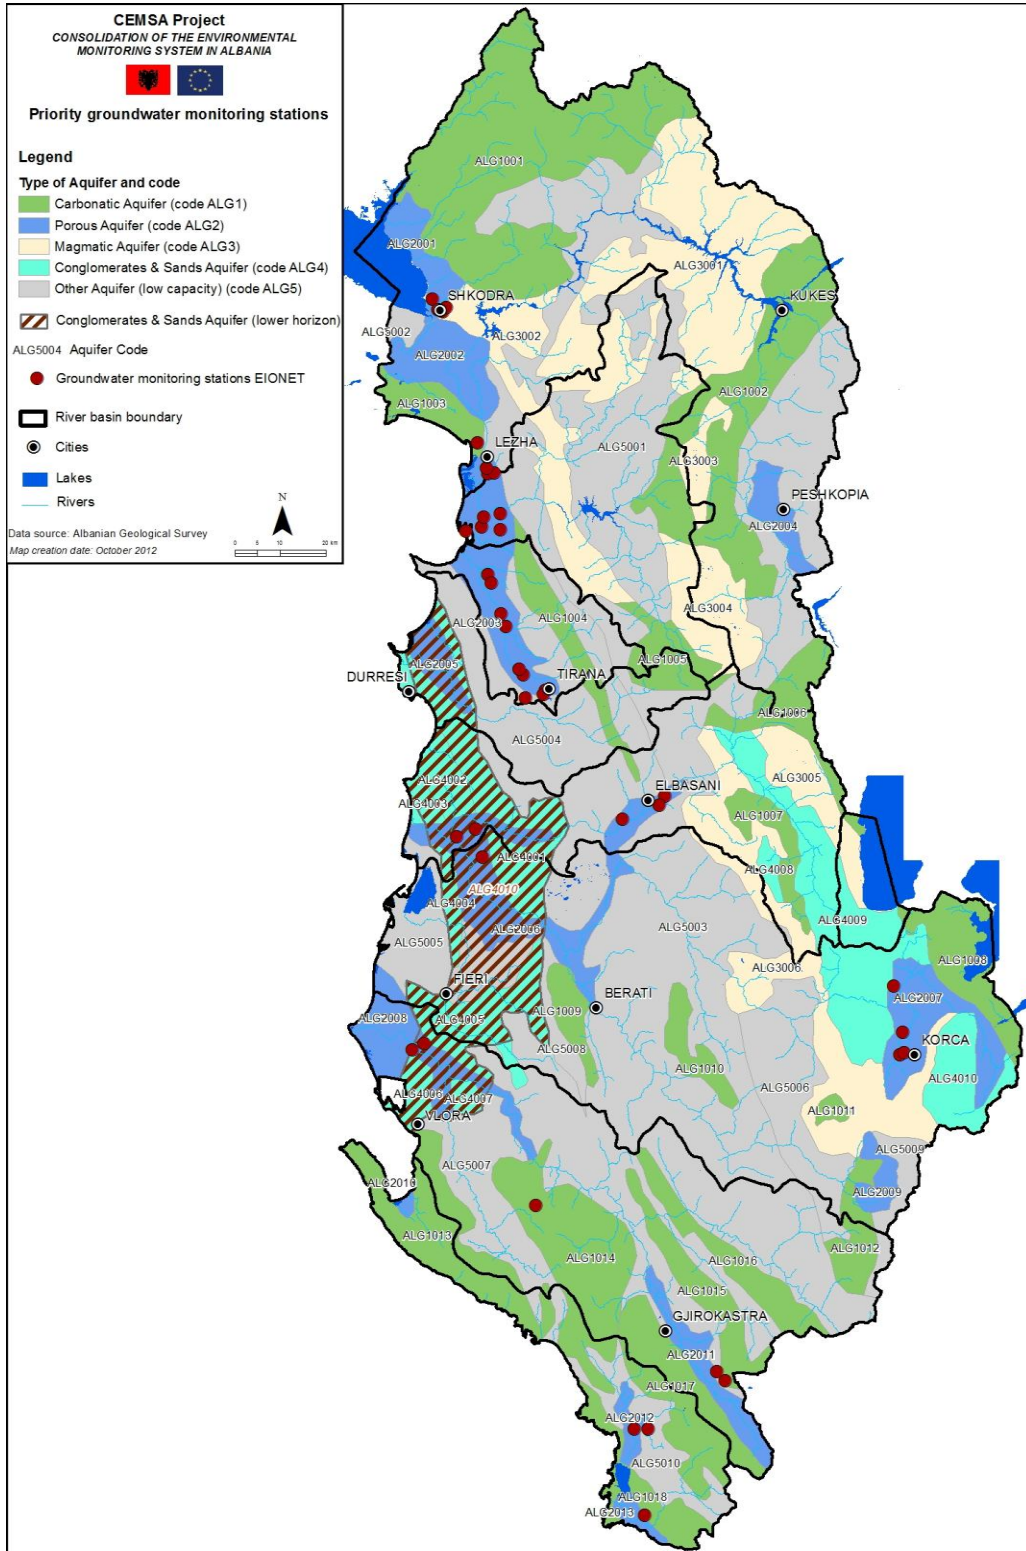 CEMSA Project
CONSOLIDATION OF THE ENVIRONMENTAL
MONITORING SYSTEM IN ALBANIA
Priority groundwater monitoring stations
Legend
Type of Aquifer and code
Carbonatic Aquifer (code ALG1)
Porous Aquifer (code ALG2)
Magmatic Aquifer (code ALG3)
Conglomerates & Sands Aquifer (code ALG4)
Other Aquifer (low capacity) (code ALG5)
Conglomerates & Sands Aquifer (lower horizon)
ALG5004 Aquifer Code
Groundwater monitoring stations EIONET
River basin boundary
Cities
Lakes
Rivers
N
Data source: Albanian Geological Survey
Map creation date: October 2012
0 5 10 20 km
ALG1001
ALG2001
ALG3001
SHKODRA
KUKES
ALG5002
ALG3002
ALG2002
ALG1002
ALG1003
LEZHA
ALG5001
ALG3003
PESHKOPIA
ALG2004
ALG3004
ALG2003
ALG1004
ALG2005
ALG1005
DURRESI
TIRANA
ALG1006
ALG5004
ALG4002
ALG3005
ELBASANI
ALG4003
ALG1007
ALG4001
ALG4008
ALG4010
ALG4004
ALG4009
ALG2006
ALG5003
ALG5005
ALG1008
ALG3006
FIERI
ALG2007
BERATI
ALG1009
ALG2008
ALG4005
KORCA
ALG5008
ALG1010
ALG4010
ALG5006
ALG4006
ALG4007
ALG1011
VLORA
ALG5009
ALG5007
ALG2010
ALG2009
ALG1013
ALG1012
ALG1014
ALG1016
ALG1015
GJIROKASTRA
ALG2011
ALG1017
ALG2012
ALG5010
ALG1018
ALG2013